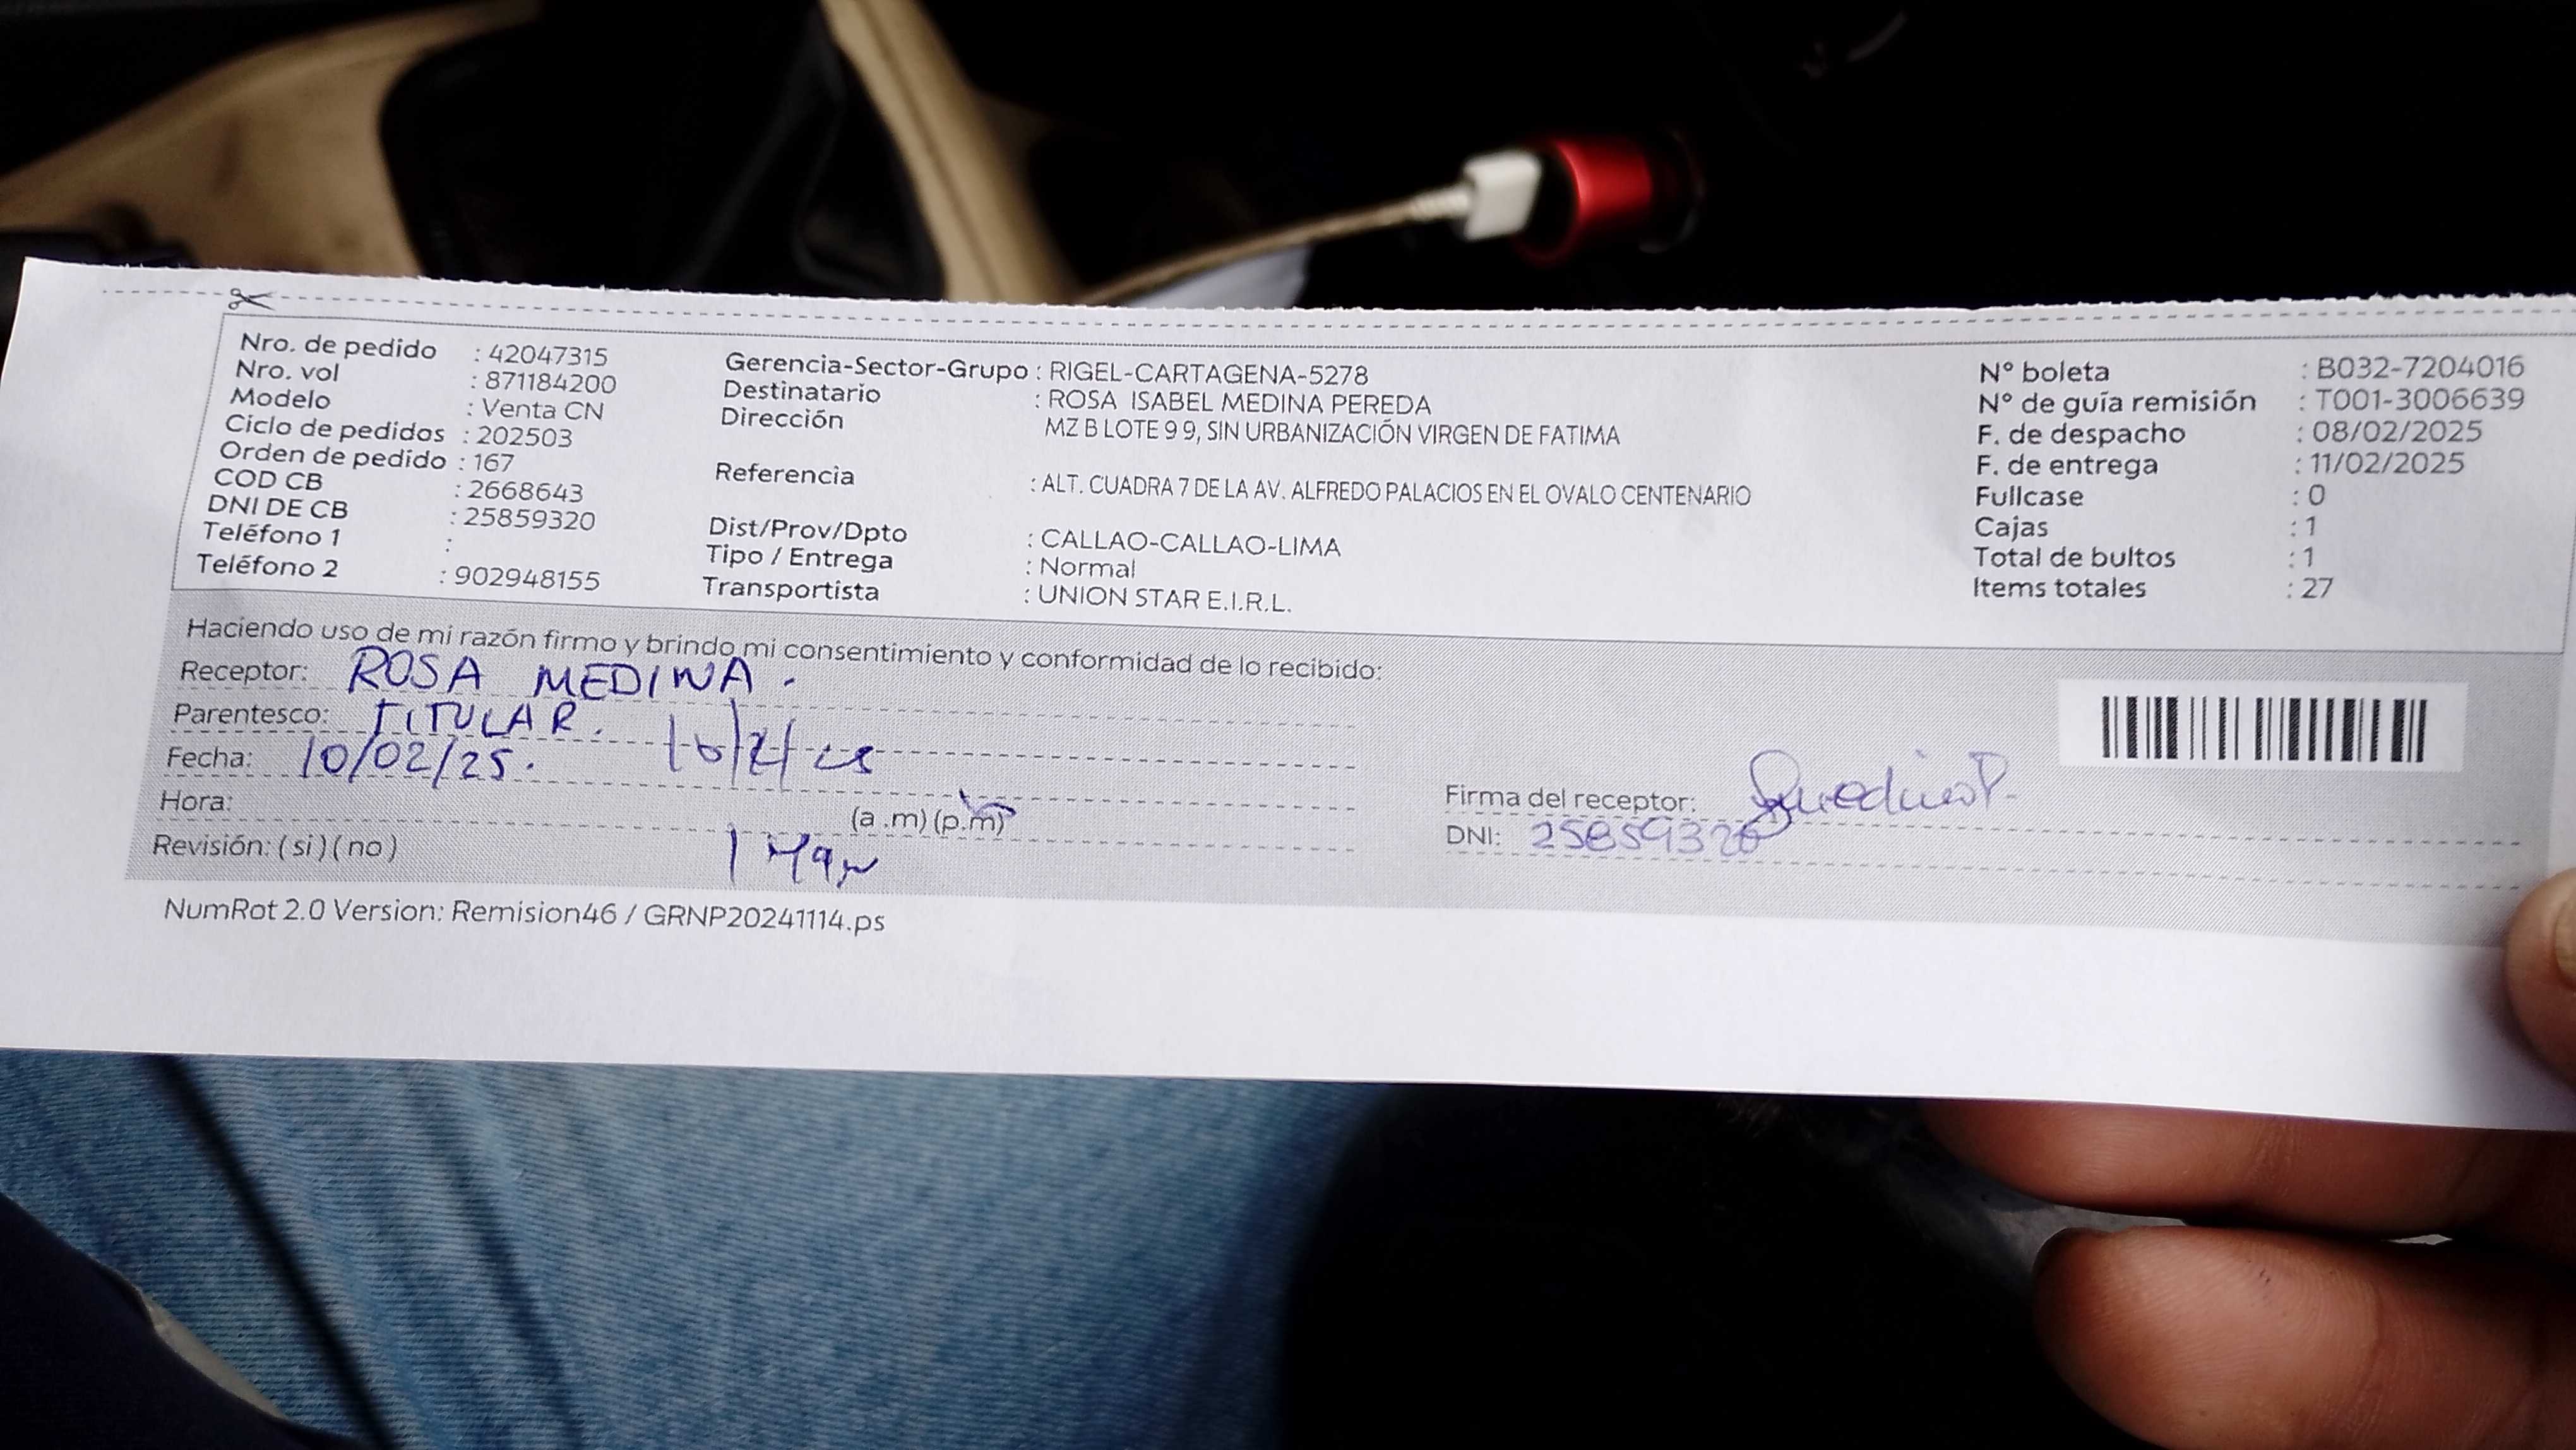 Nro. de pedido : 42047315
Nro. vol : 871184200
Modelo : Venta CN
Ciclo de pedidos : 202503
Orden de pedido : 167
COD CB : 2668643
DNI DE CB : 25859320
Teléfono 1 :
Teléfono 2 : 902948155
Gerencia-Sector-Grupo : RIGEL-CARTAGENA-5278
Destinatario : ROSA ISABEL MEDINA PEREDA
Dirección MZ B LOTE 9 9, SIN URBANIZACIÓN VIRGEN DE FATIMA
Referencia : ALT. CUADRA 7 DE LA AV. ALFREDO PALACIOS EN EL OVALO CENTENARIO
Dist/Prov/Dpto : CALLAO-CALLAO-LIMA
Tipo / Entrega : Normal
Transportista : UNION STAR E.I.R.L.
N° boleta : B032-7204016
N° de guía remisión : T001-3006639
F. de despacho : 08/02/2025
F. de entrega : 11/02/2025
Fullcase : 0
Cajas : 1
Total de bultos : 1
Items totales : 27
Haciendo uso de mi razón firmo y brindo mi consentimiento y conformidad de lo recibido:
Receptor: ROSA MEDINA.
Parentesco: TITULAR.
Fecha: 10/02/25.
Hora: (a .m) (p.m)
Revisión: ( si ) ( no )
Firma del receptor:
DNI: 25859320
NumRot 2.0 Version: Remision46 / GRNP20241114.ps